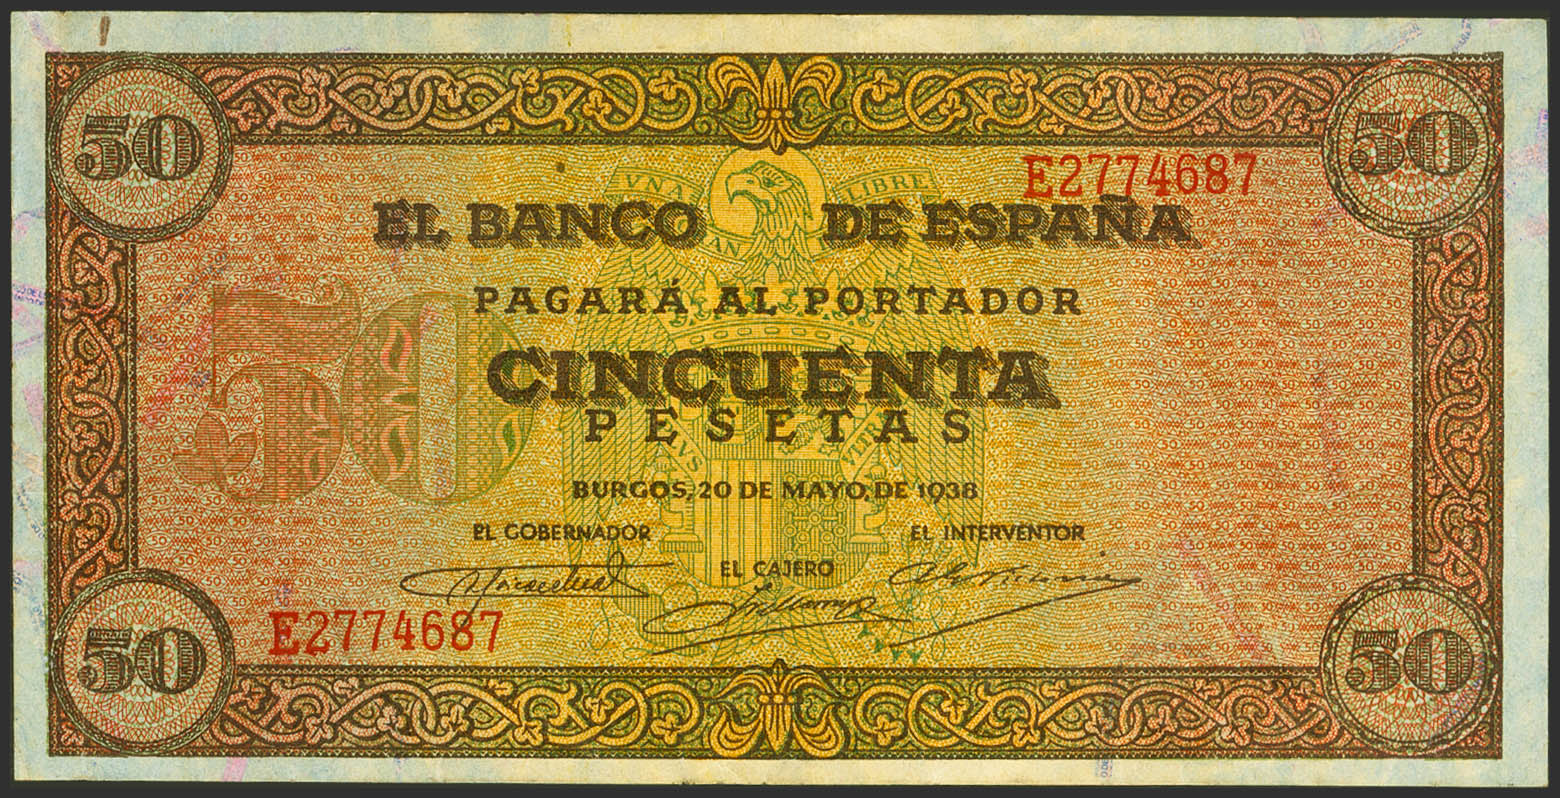 50
50
VNA
LIBRE
E2774687
EL BANCO DE ESPAÑA
PAGARÁ AL PORTADOR
50
CINCUENTA
PESETAS
BURGOS, 20 DE MAYO, DE 1938
EL GOBERNADOR
EL INTERVENTOR
EL CAJERO
E2774687
50
50